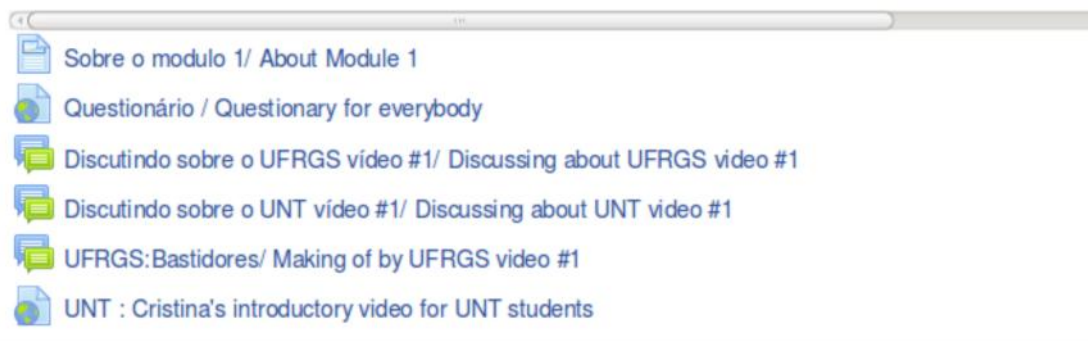 Sobre o modulo 1/ About Module 1
Questionário / Questionary for everybody
Discutindo sobre o UFRGS vídeo #1/ Discussing about UFRGS video #1
Discutindo sobre o UNT vídeo #1/ Discussing about UNT video #1
UFRGS:Bastidores/ Making of by UFRGS video #1
UNT : Cristina's introductory video for UNT students